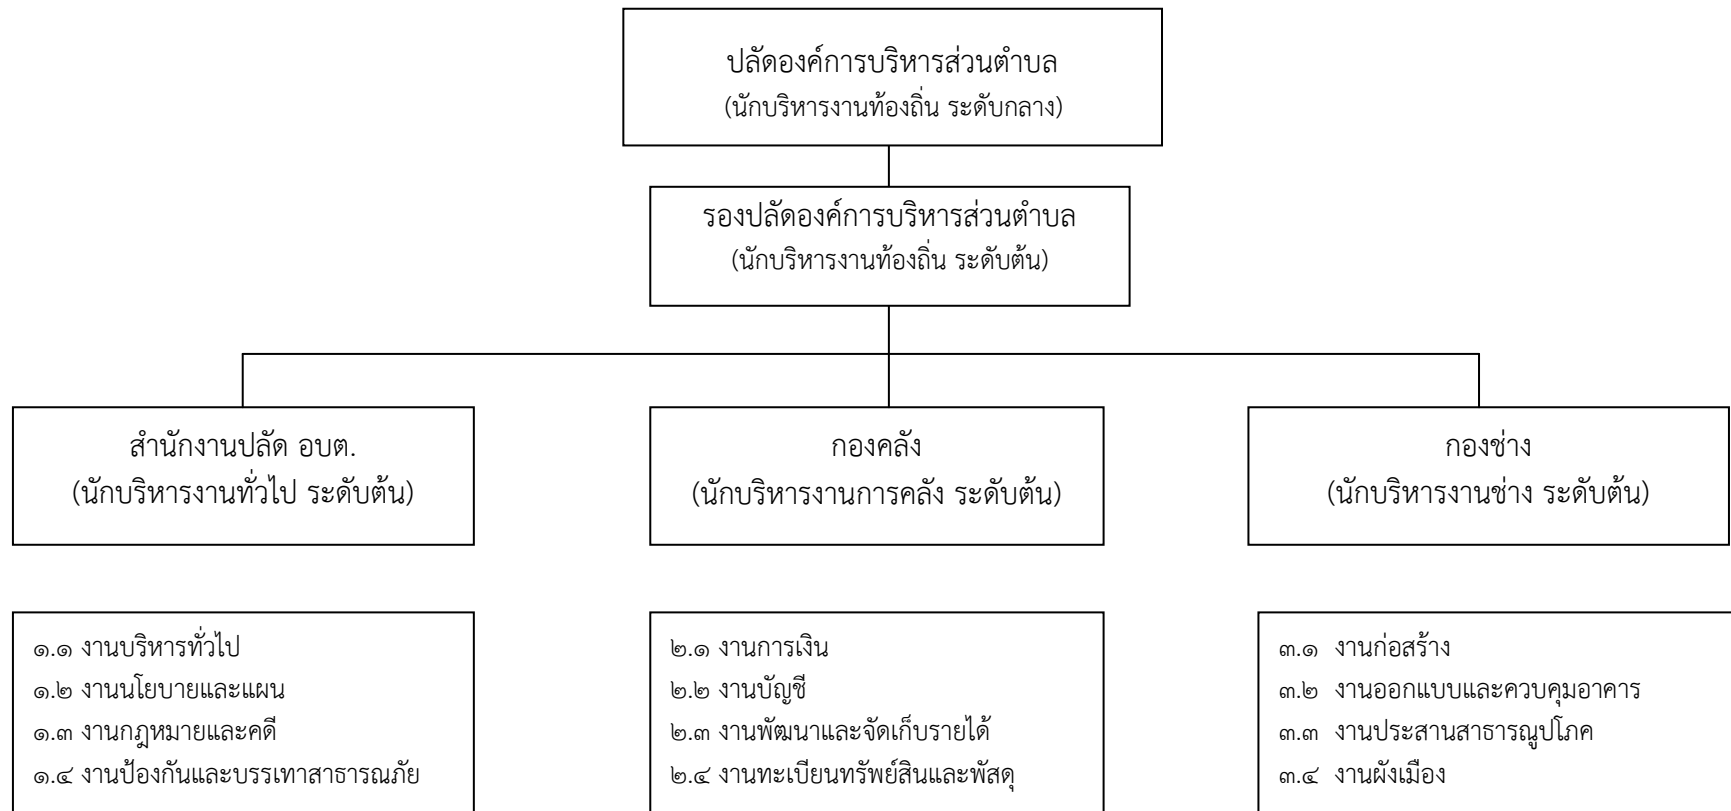 ปลัดองค์การบริหารส่วนตำบล
(นักบริหารงานท้องถิ่น ระดับกลาง)
รองปลัดองค์การบริหารส่วนตำบล
(นักบริหารงานท้องถิ่น ระดับต้น)
สำนักงานปลัด อบต.
(นักบริหารงานทั่วไป ระดับต้น)
กองคลัง
(นักบริหารงานการคลัง ระดับต้น)
กองช่าง
(นักบริหารงานช่าง ระดับต้น)
๑.๑ งานบริหารทั่วไป
๑.๒ งานนโยบายและแผน
๑.๓ งานกฎหมายและคดี
๑.๔ งานป้องกันและบรรเทาสาธารณภัย
๒.๑ งานการเงิน
๒.๒ งานบัญชี
๒.๓ งานพัฒนาและจัดเก็บรายได้
๒.๔ งานทะเบียนทรัพย์สินและพัสดุ
๓.๑ งานก่อสร้าง
๓.๒ งานออกแบบและควบคุมอาคาร
๓.๓ งานประสานสาธารณูปโภค
๓.๔ งานผังเมือง